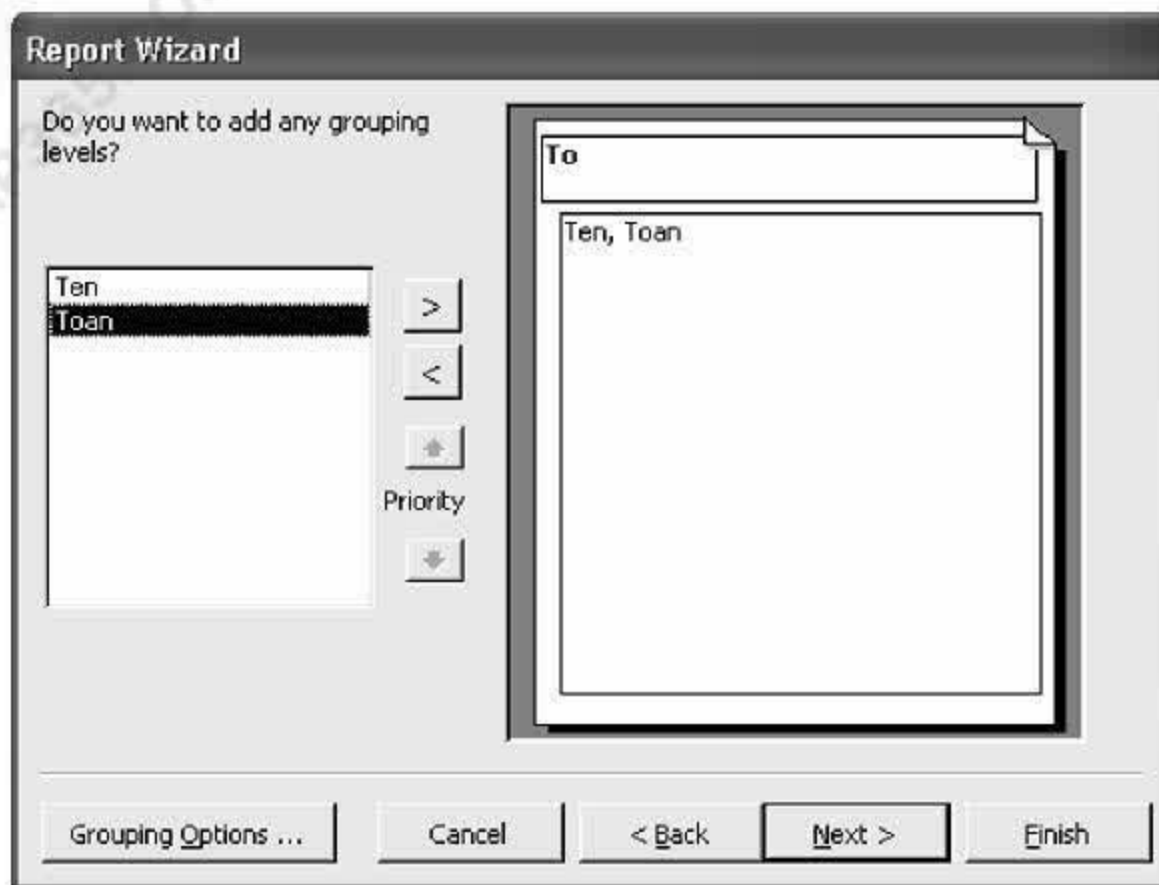 Report Wizard
Do you want to add any grouping
levels?
To
Ten, Toan
Ten
Toan
>
<
Priority
Grouping Options ...
Cancel
< Back
Next >
Finish